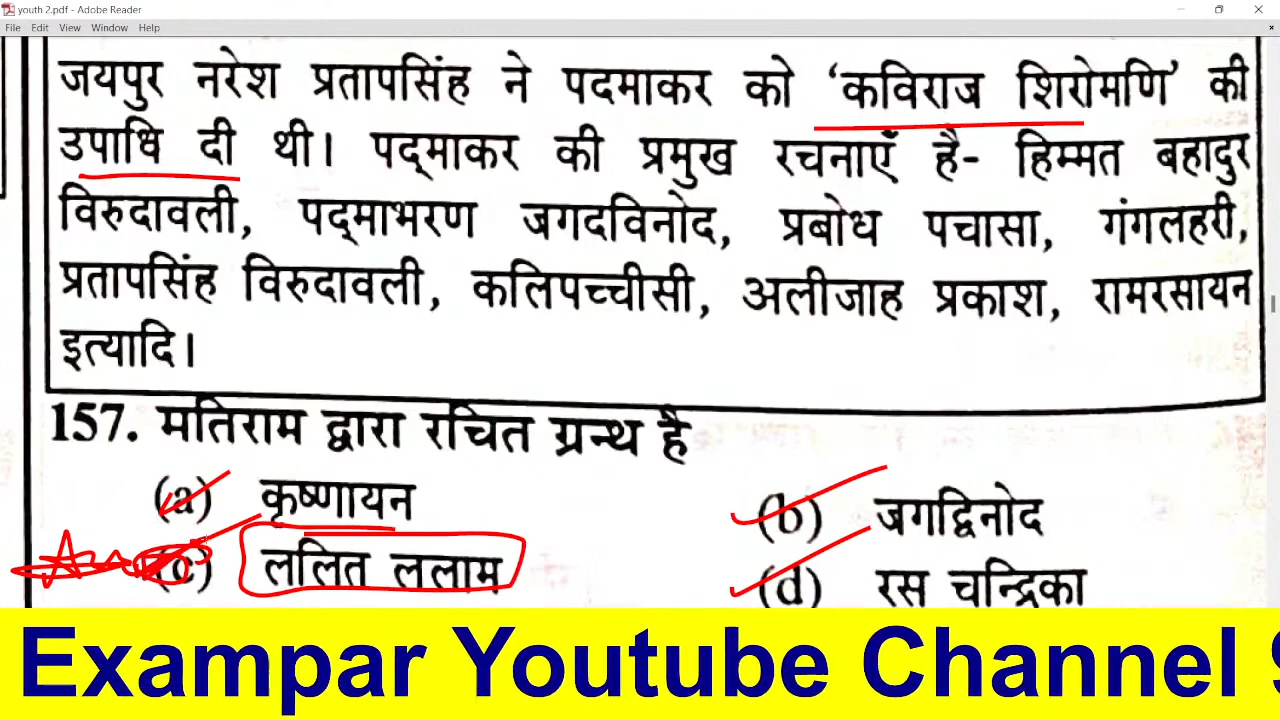 youth 2.pdf - Adobe Reader
File Edit View Window Help
जयपुर नरेश प्रतापसिंह ने पदमाकर को ‘कविराज शिरोमणि’ की
उपाधि दी थी। पद्माकर की प्रमुख रचनाएँ है- हिम्मत बहादुर
विरुदावली, पद्माभरण जगदविनोद, प्रबोध पचासा, गंगलहरी,
प्रतापसिंह विरुदावली, कलिपच्चीसी, अलीजाह प्रकाश, रामरसायन
इत्यादि।
157. मतिराम द्वारा रचित ग्रन्थ है
(a) कृष्णायन (b) जगद्विनोद
(c) ललित ललाम (d) रस चन्द्रिका
Exampar Youtube Channel